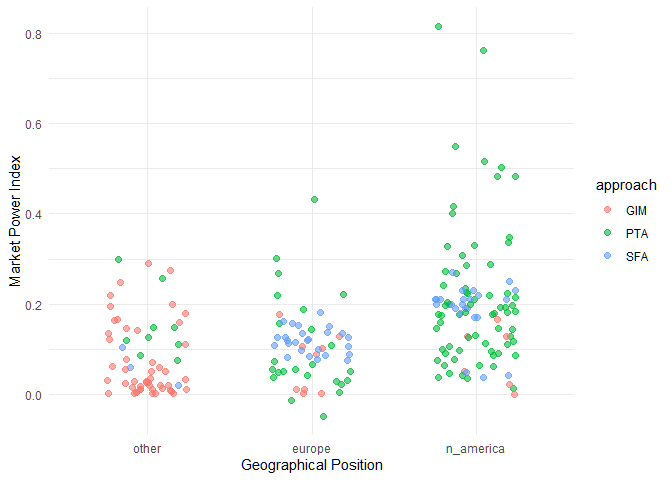 0.8
0.6
0.4
0.2
0.0
Market Power Index
other
europe
n_america
Geographical Position
approach
GIM
PTA
SFA